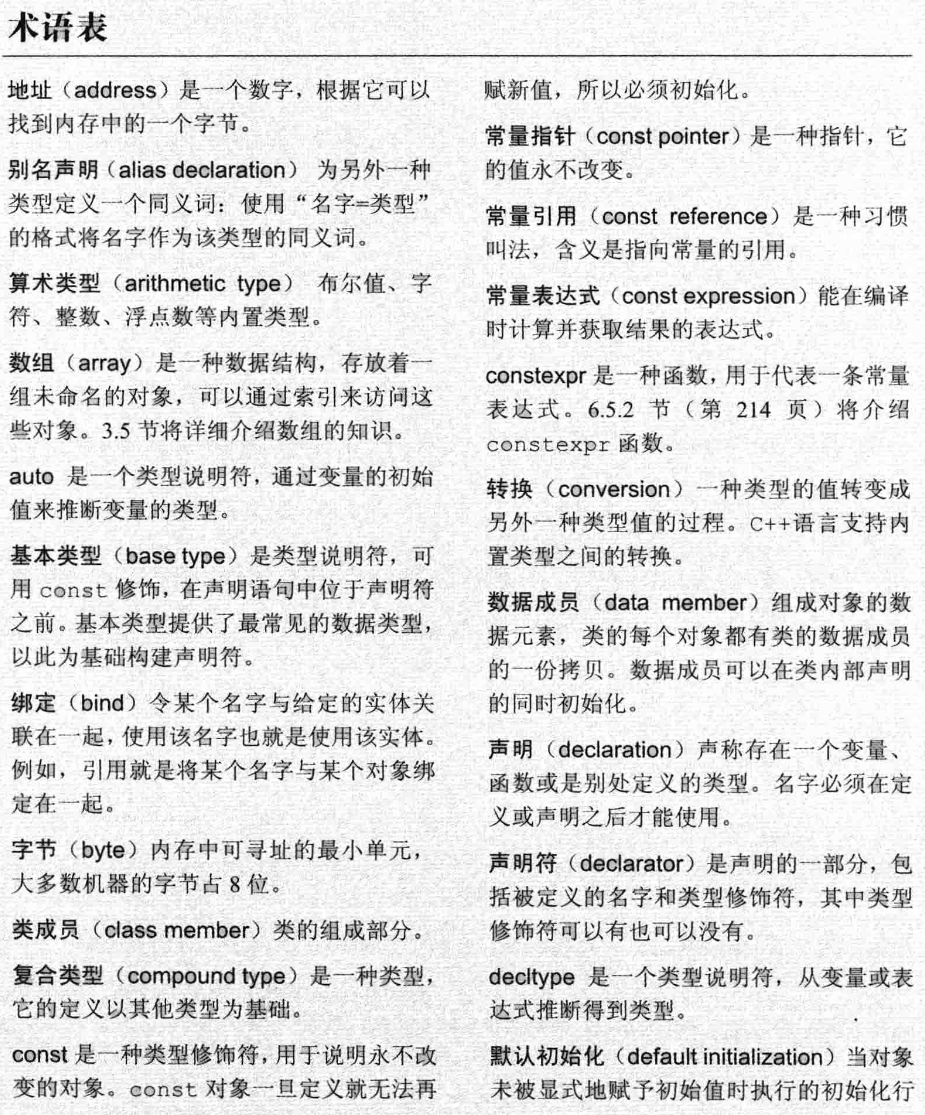 术语表
地址（address）是一个数字，根据它可以
找到内存中的一个字节。
别名声明（alias declaration） 为另外一种
类型定义一个同义词：使用“名字=类型”
的格式将名字作为该类型的同义词。
算术类型（arithmetic type） 布尔值、字
符、整数、浮点数等内置类型。
数组（array）是一种数据结构，存放着一
组未命名的对象，可以通过索引来访问这
些对象。3.5 节将详细介绍数组的知识。
auto 是一个类型说明符，通过变量的初始
值来推断变量的类型。
基本类型（base type）是类型说明符，可
用 const 修饰，在声明语句中位于声明符
之前。基本类型提供了最常见的数据类型，
以此为基础构建声明符。
绑定（bind）令某个名字与给定的实体关
联在一起，使用该名字也就是使用该实体。
例如，引用就是将某个名字与某个对象绑
定在一起。
字节（byte）内存中可寻址的最小单元，
大多数机器的字节占 8 位。
类成员（class member）类的组成部分。
复合类型（compound type）是一种类型，
它的定义以其他类型为基础。
const 是一种类型修饰符，用于说明永不改
变的对象。const 对象一旦定义就无法再
赋新值，所以必须初始化。
常量指针（const pointer）是一种指针，它
的值永不改变。
常量引用（const reference）是一种习惯
叫法，含义是指向常量的引用。
常量表达式（const expression）能在编译
时计算并获取结果的表达式。
constexpr 是一种函数，用于代表一条常量
表达式。6.5.2 节（第 214 页）将介绍
constexpr 函数。
转换（conversion）一种类型的值转变成
另外一种类型值的过程。C++语言支持内
置类型之间的转换。
数据成员（data member）组成对象的数
据元素，类的每个对象都有类的数据成员
的一份拷贝。数据成员可以在类内部声明
的同时初始化。
声明（declaration）声称存在一个变量、
函数或是别处定义的类型。名字必须在定
义或声明之后才能使用。
声明符（declarator）是声明的一部分，包
括被定义的名字和类型修饰符，其中类型
修饰符可以有也可以没有。
decltype 是一个类型说明符，从变量或表
达式推断得到类型。
默认初始化（default initialization）当对象
未被显式地赋予初始值时执行的初始化行